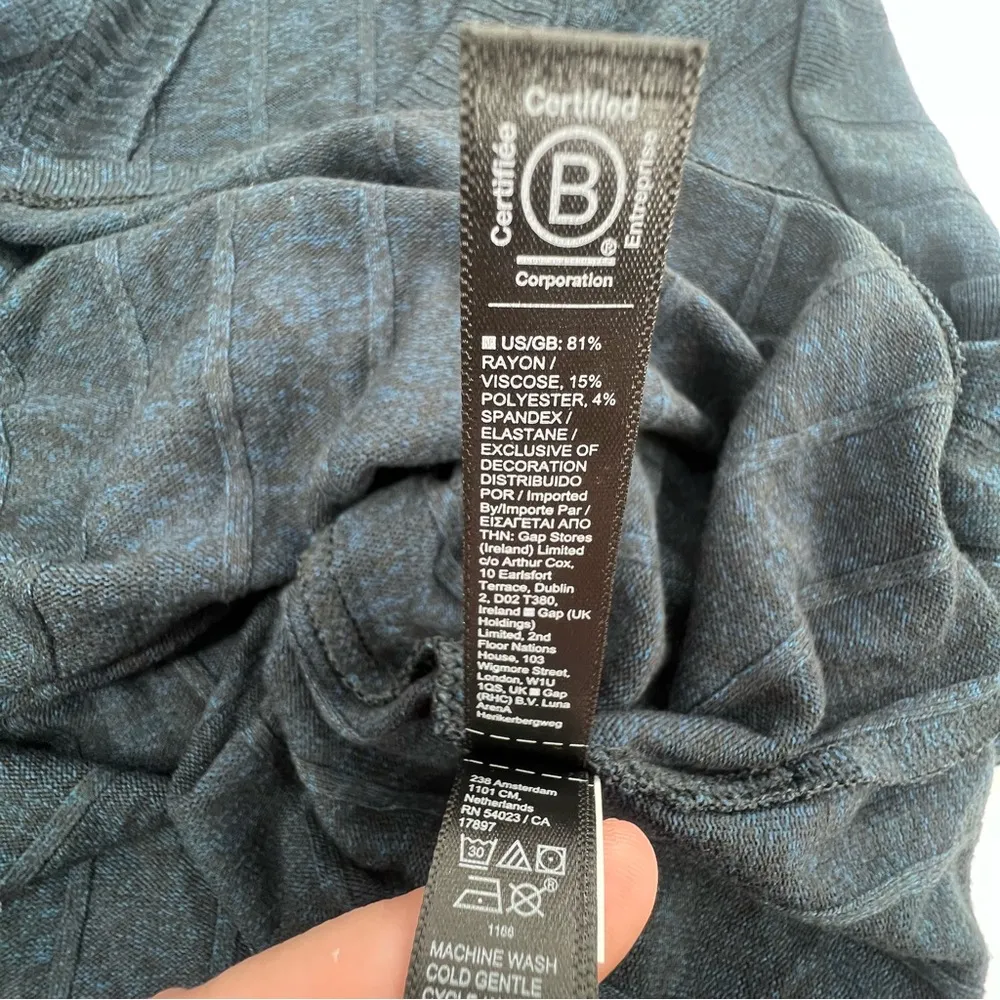 Certified
Certifiée
B
®
Entreprise
Corporation
US/GB: 81%
RAYON /
VISCOSE, 15%
POLYESTER, 4%
SPANDEX /
ELASTANE /
EXCLUSIVE OF
DECORATION
DISTRIBUIDO
POR / Imported
By/Importe Par /
ΕΙΣΑΓΕΤΑΙ ΑΠΟ
ΤΗΝ: Gap Stores
(Ireland) Limited
c/o Arthur Cox,
10 Earlsfort
Terrace, Dublin
2, D02 T380,
Ireland Gap (UK
Holdings)
Limited, 2nd
Floor Nations
House, 103
Wigmore Street,
London, W1U
1QS, UK Gap
(RHC) B.V. Luna
ArenA
Herikerbergweg
238 Amsterdam
1101 CM,
Netherlands
RN 54023 / CA
17897
30
®
1166
MACHINE WASH
COLD GENTLE